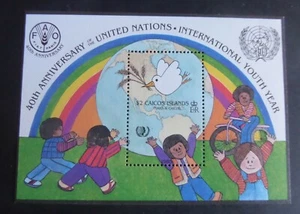 40th ANNIVERSARY OF THE UNITED NATIONS • INTERNATIONAL YOUTH YEAR
FAO
$2 CAICOS ISLANDS